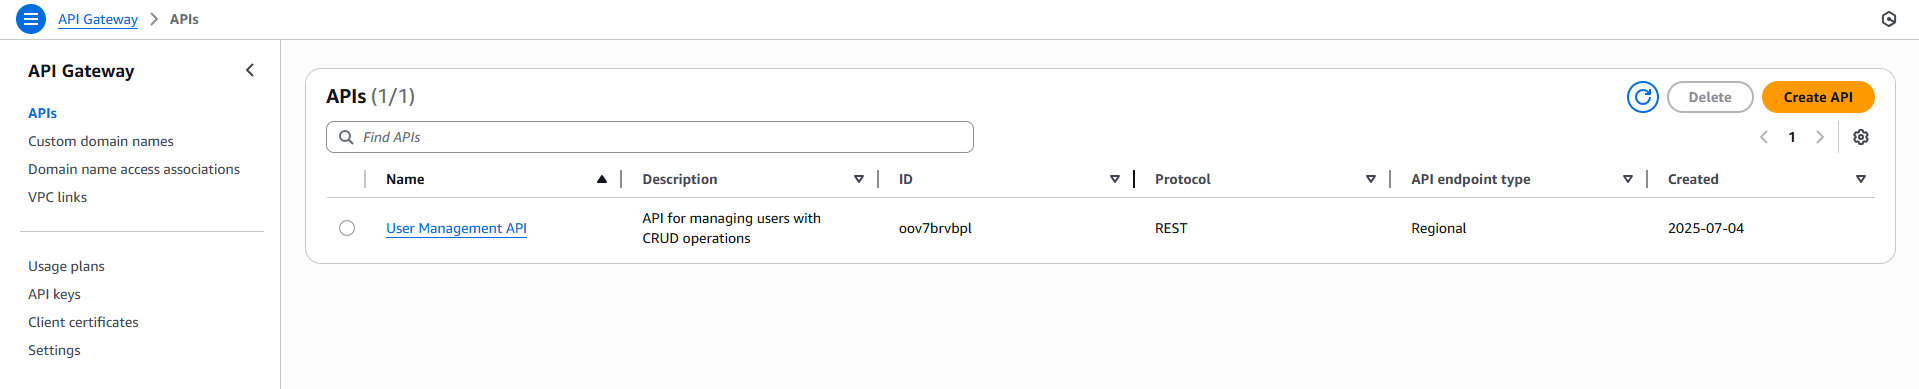 API Gateway > APIs
API Gateway
APIs
Custom domain names
Domain name access associations
VPC links
Usage plans
API keys
Client certificates
Settings
APIs (1/1)
Delete
Create API
Find APIs
1
Name Description ID Protocol API endpoint type Created
User Management API
API for managing users with
CRUD operations
oov7brvbpl
REST
Regional
2025-07-04